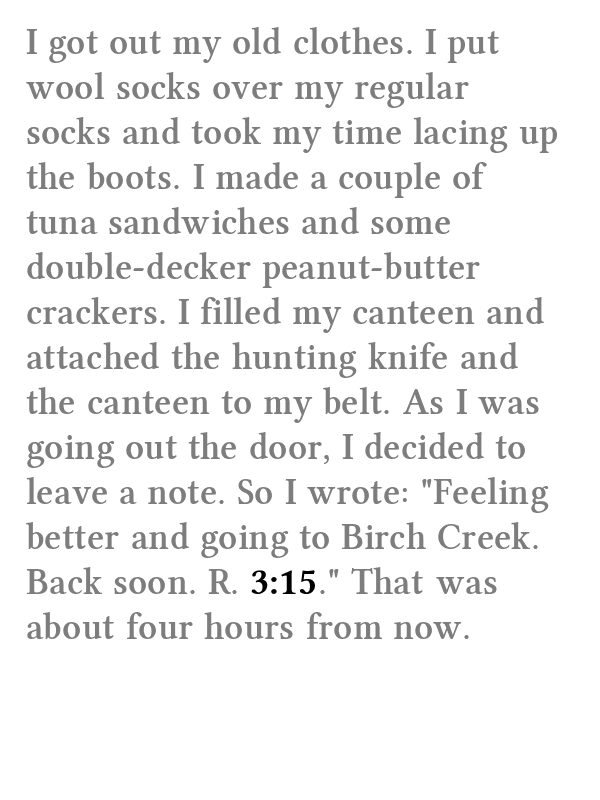 I got out my old clothes. I put
wool socks over my regular
socks and took my time lacing up
the boots. I made a couple of
tuna sandwiches and some
double-decker peanut-butter
crackers. I filled my canteen and
attached the hunting knife and
the canteen to my belt. As I was
going out the door, I decided to
leave a note. So I wrote: "Feeling
better and going to Birch Creek.
Back soon. R. 3:15." That was
about four hours from now.